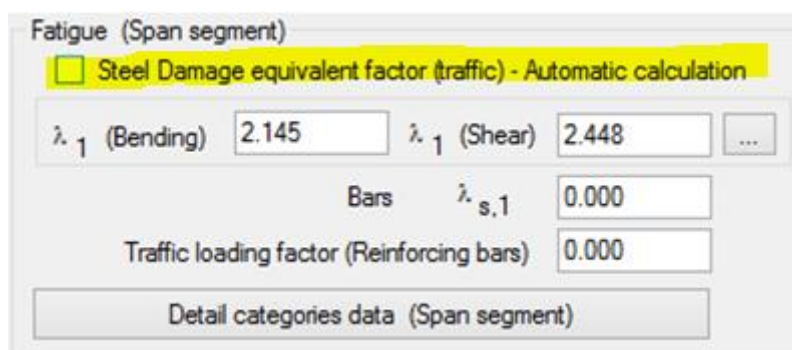 Fatigue (Span segment)
Steel Damage equivalent factor (traffic) - Automatic calculation
λ 1 (Bending) 2.145 λ 1 (Shear) 2.448 ...
Bars λ s,1 0.000
Traffic loading factor (Reinforcing bars) 0.000
Detail categories data (Span segment)